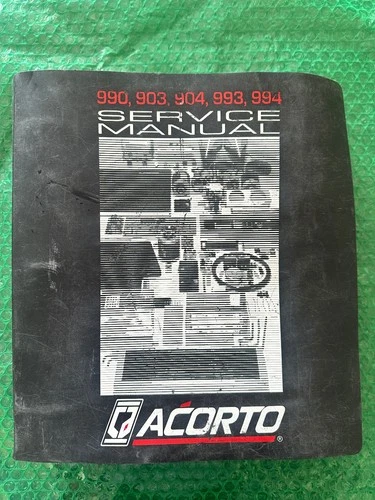 990, 903, 904, 993, 994
SERVICE
MANUAL
ACORTO®